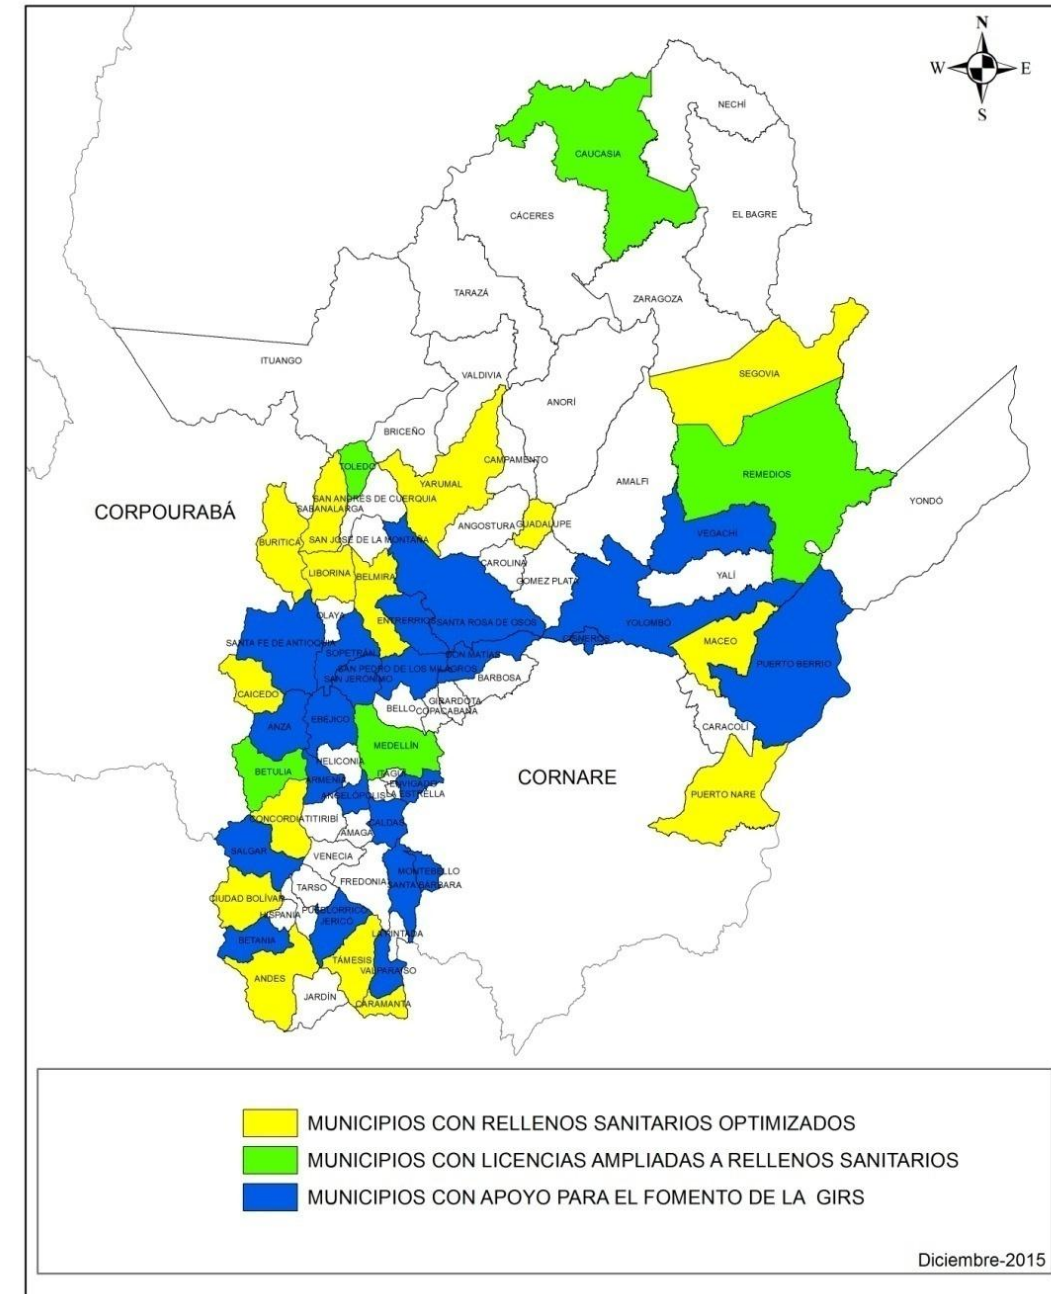 N
W E
S
NECHÍ
CAUCASIA
CÁCERES
EL BAGRE
TARAZÁ
ZARAGOZA
ITUANGO
VALDIVIA
SEGOVIA
ANORÍ
BRICEÑO
TOLEDO
CAMPAMENTO
YARUMAL
AMALFI
REMEDIOS
SAN ANDRÉS DE CUERQUIA
SABANALARGA
YONDÓ
CORPOURABÁ
ANGOSTURA
GUADALUPE
VEGACHÍ
BURITICA
SAN JOSÉ DE LA MONTAÑA
CAROLINA
LIBORINA
BELMIRA
GOMEZ PLATA
YALÍ
OLAYA
ENTRERRIOS
SANTA ROSA DE OSOS
YOLOMBÓ
SANTA FE DE ANTIOQUIA
CISNEROS
MACEO
SOPETRÁN
DON MATÍAS
PUERTO BERRIO
SAN PEDRO DE LOS MILAGROS
SAN JERÓNIMO
BARBOSA
CAICEDO
GIRARDOTA
BELLO
COPACABANA
ANZA
EBÉJICO
CARACOLÍ
MEDELLÍN
HELICONIA
BETULIA
ITAGUI
CORNARE
ARMENIA
ENVIGADO
ANGELÓPOLIS
LA ESTRELLA
PUERTO NARE
CONCORDIA
TITIRIBÍ
CALDAS
AMAGA
SALGAR
VENECIA
MONTEBELLO
FREDONIA
SANTA BÁRBARA
TARSO
CIUDAD BOLÍVAR
PUEBLORRICO
HISPANIA
JERICÓ
LA PINTADA
BETANIA
TÁMESIS
VALPARAÍSO
ANDES
JARDÍN
CARAMANTA
MUNICIPIOS CON RELLENOS SANITARIOS OPTIMIZADOS
MUNICIPIOS CON LICENCIAS AMPLIADAS A RELLENOS SANITARIOS
MUNICIPIOS CON APOYO PARA EL FOMENTO DE LA GIRS
Diciembre-2015